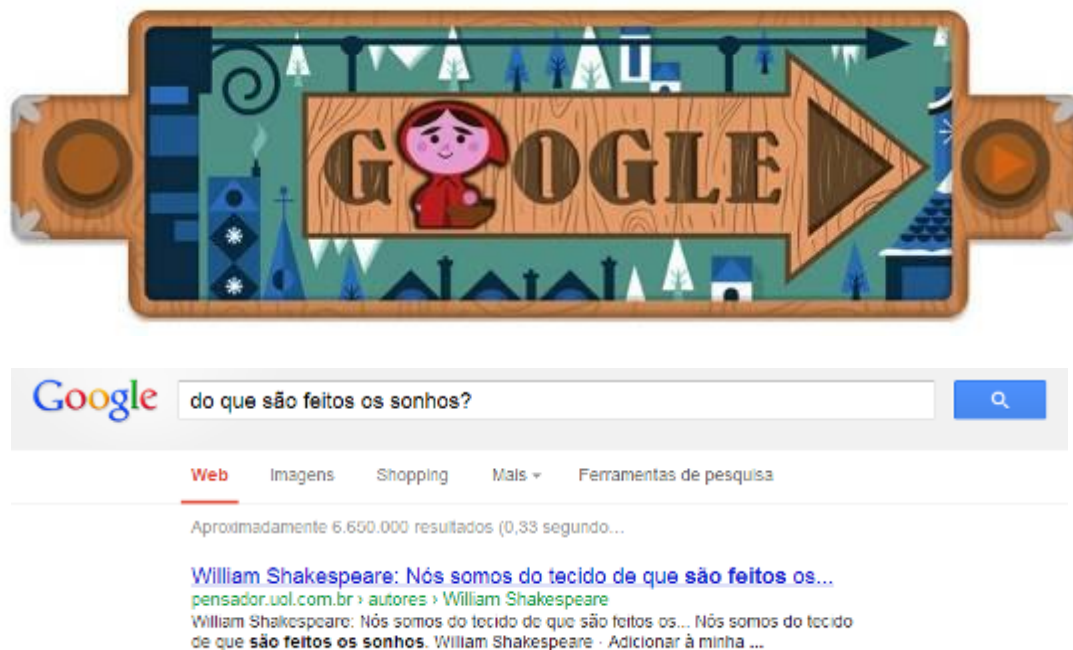 GOOGLE
Google do que são feitos os sonhos?
Web Imagens Shopping Mais Ferramentas de pesquisa
Aproximadamente 6.650.000 resultados (0,33 segundo...
William Shakespeare: Nós somos do tecido de que são feitos os...
pensador.uol.com.br › autores › William Shakespeare
William Shakespeare: Nós somos do tecido de que são feitos os... Nós somos do tecido
de que são feitos os sonhos. William Shakespeare · Adicionar à minha ...